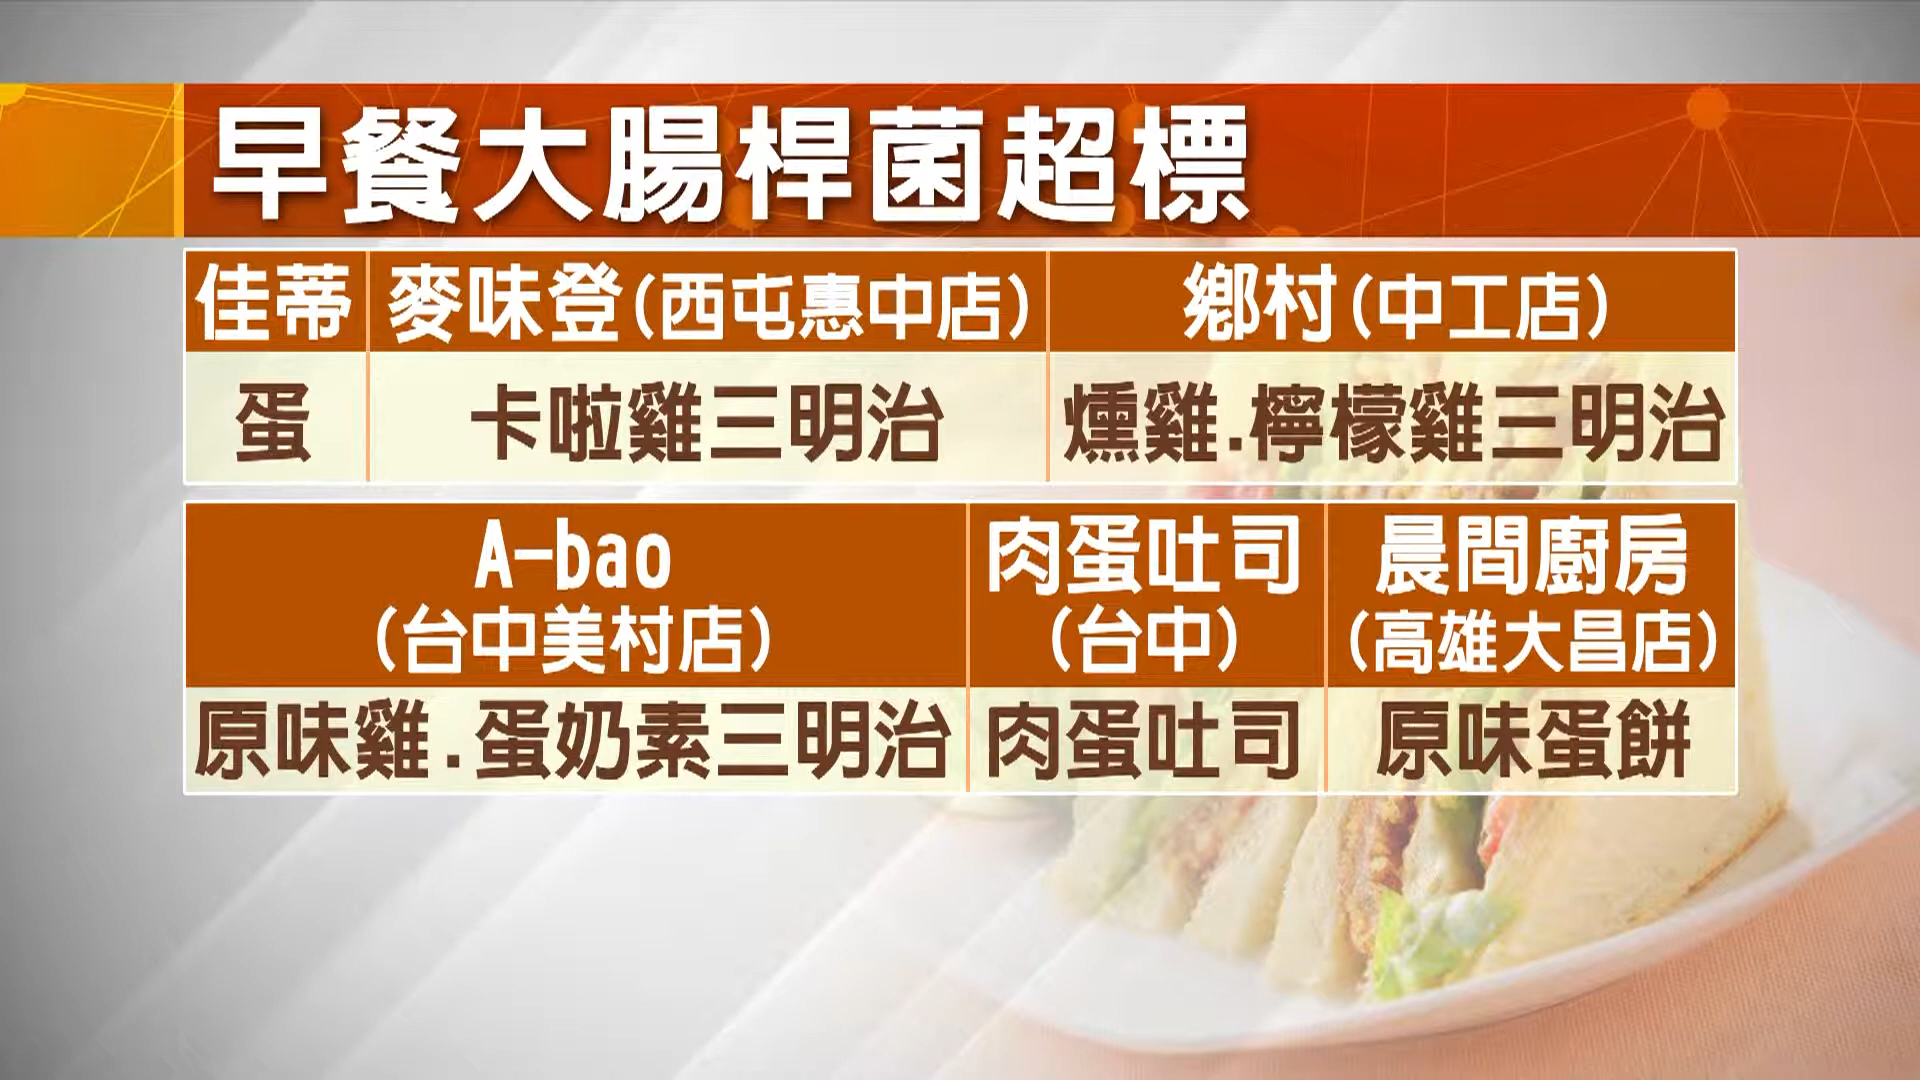 早餐大腸桿菌超標
佳蒂 麥味登(西屯惠中店) 鄉村(中工店)
蛋 卡啦雞三明治 燻雞.檸檬雞三明治
A-bao 肉蛋吐司 晨間廚房
(台中美村店) (台中) (高雄大昌店)
原味雞.蛋奶素三明治 肉蛋吐司 原味蛋餅